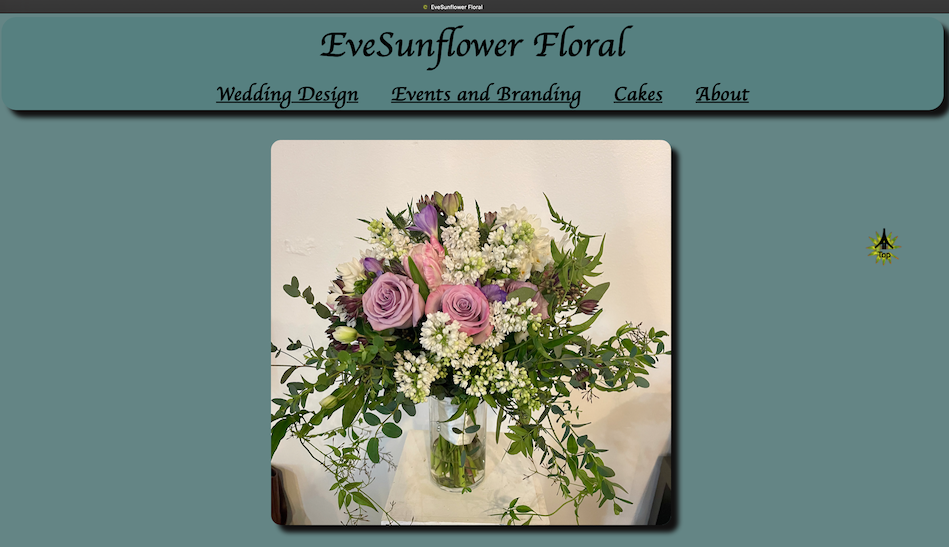 EveSunflower Floral
EveSunflower Floral
Wedding Design Events and Branding Cakes About
Top